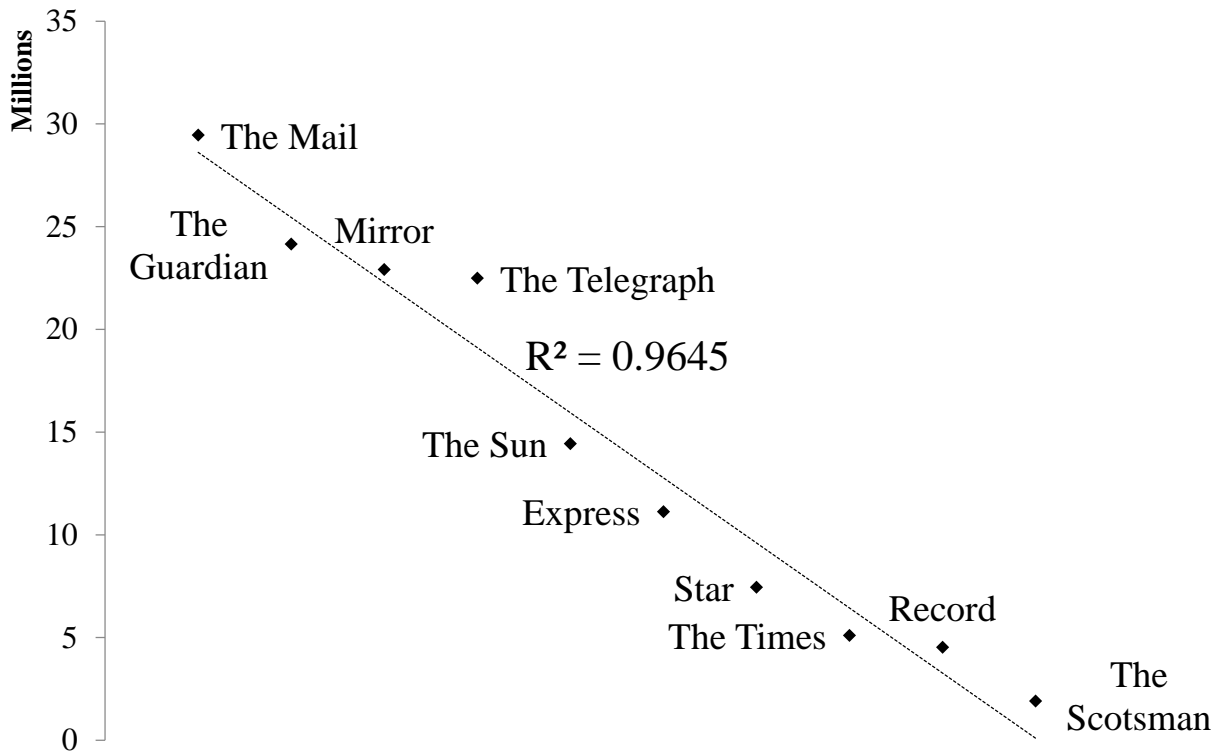 Millions
35
30
25
20
15
10
5
0
The Mail
The
Guardian
Mirror
The Telegraph
R² = 0.9645
The Sun
Express
Star
The Times
Record
The
Scotsman